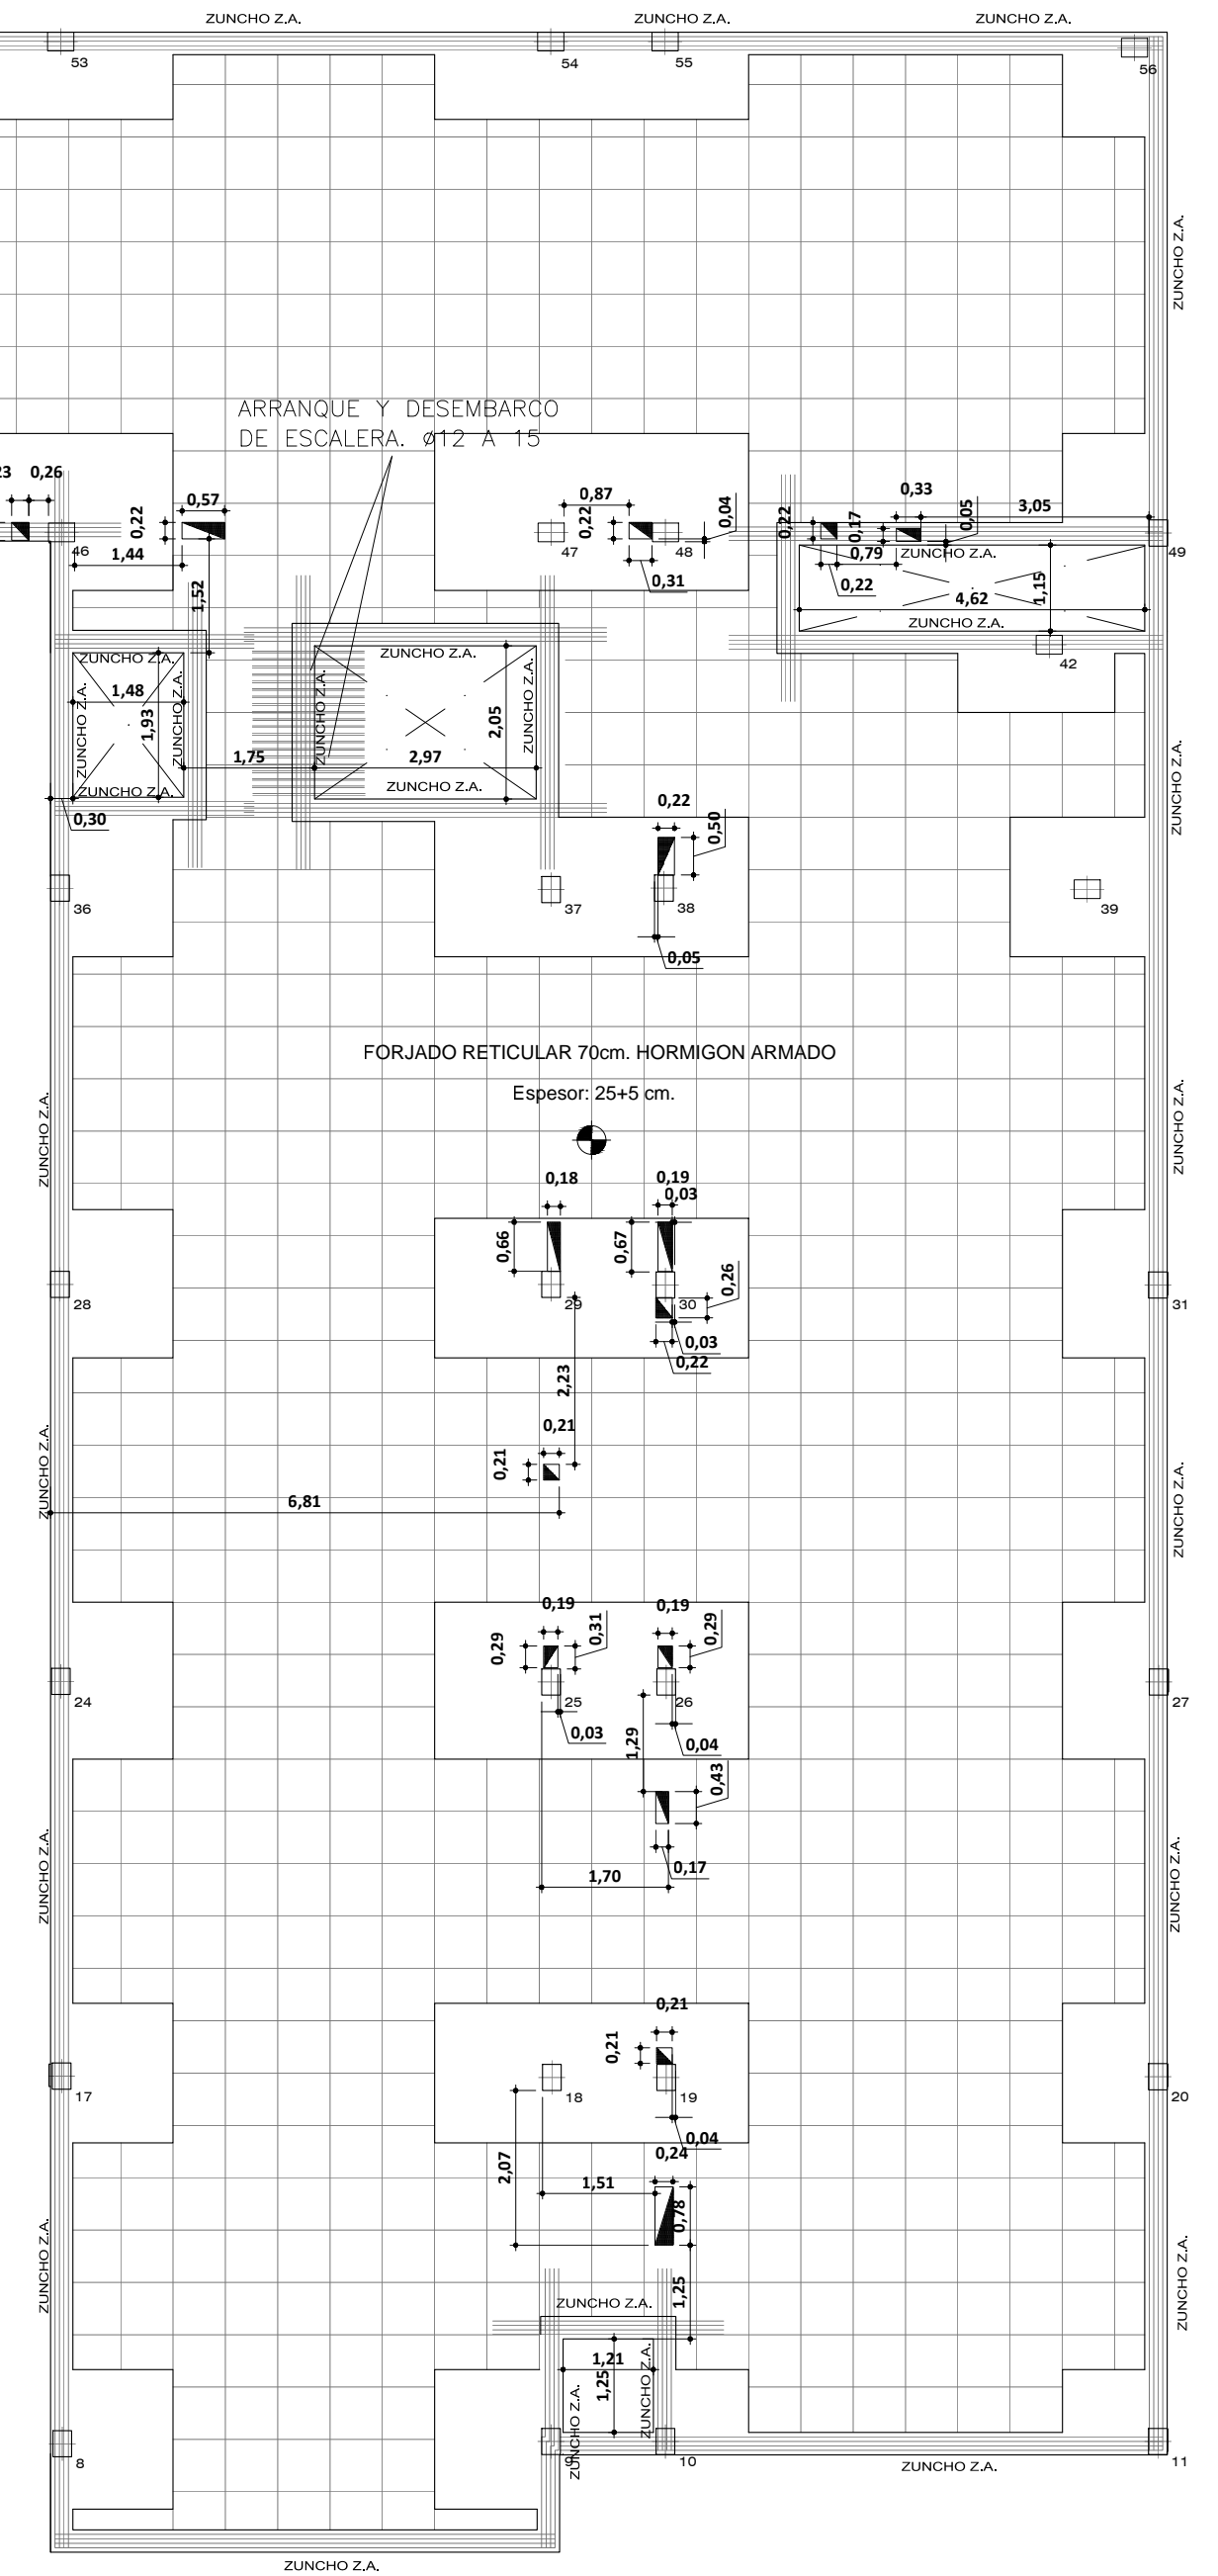 ZUNCHO Z.A. ZUNCHO Z.A. ZUNCHO Z.A.
53 54 55 56
ZUNCHO Z.A.
ARRANQUE Y DESEMBARCO
DE ESCALERA. ø12 A 15
23 0,26 0,57 0,22 46 1,44 1,52
0,87 0,22 47 48 0,04 0,31
0,33 3,05 0,22 0,17 0,05 49
ZUNCHO Z.A.
0,79 0,22 4,62 1,15
ZUNCHO Z.A.
42
ZUNCHO Z.A. ZUNCHO Z.A.
1,48 1,93 2,05
ZUNCHO Z.A. ZUNCHO Z.A. ZUNCHO Z.A. ZUNCHO Z.A.
1,75 2,97
ZUNCHO Z.A. ZUNCHO Z.A.
0,30
ZUNCHO Z.A.
0,22 0,50
36 37 38 39
0,05
FORJADO RETICULAR 70cm. HORMIGON ARMADO
Espesor: 25+5 cm.
ZUNCHO Z.A. ZUNCHO Z.A.
0,18 0,19
0,03
0,66 0,67 0,26
28 29 30 31
0,03
0,22
2,23
0,21
0,21
ZUNCHO Z.A. ZUNCHO Z.A.
6,81
0,19 0,19
0,29 0,31 0,29
24 25 26 27
0,03 0,04
1,29
0,43
0,17
1,70
ZUNCHO Z.A. ZUNCHO Z.A.
0,21
0,21
17 18 19 20
0,04
0,24
2,07 1,51 0,78
ZUNCHO Z.A. ZUNCHO Z.A.
1,25
ZUNCHO Z.A.
1,21
1,25
ZUNCHO Z.A. ZUNCHO Z.A.
8 9 10 11
ZUNCHO Z.A.
ZUNCHO Z.A.